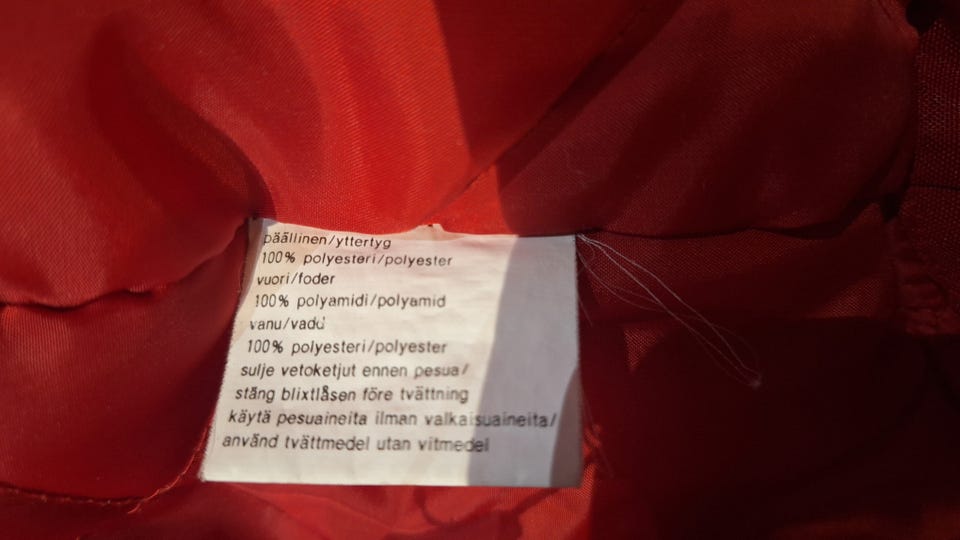 päällinen/yttertyg
100% polyesteri/polyester
vuori/foder
100% polyamidi/polyamid
vanu/vadd
100% polyesteri/polyester
sulje vetoketjut ennen pesua/
stäng blixtlåsen före tvättning
käytä pesuaineita ilman valkaisuaineita/
använd tvättmedel utan vitmedel